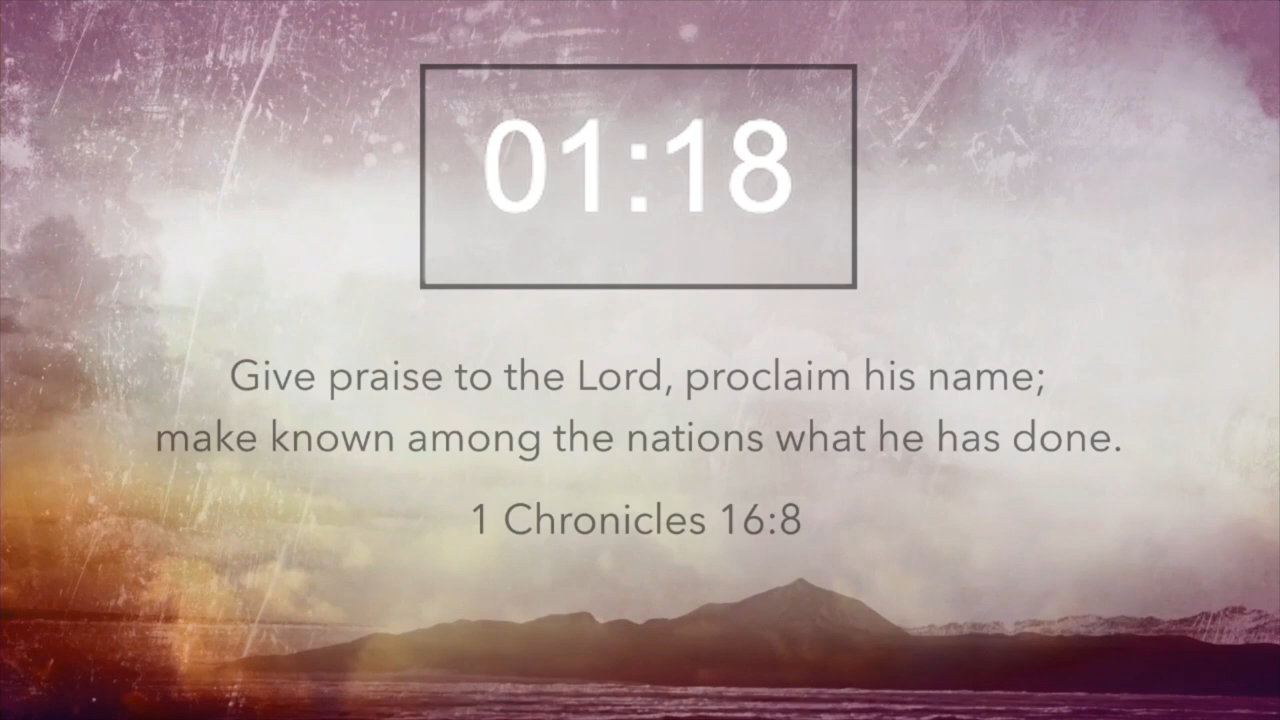 01:18
Give praise to the Lord, proclaim his name;
make known among the nations what he has done.
1 Chronicles 16:8